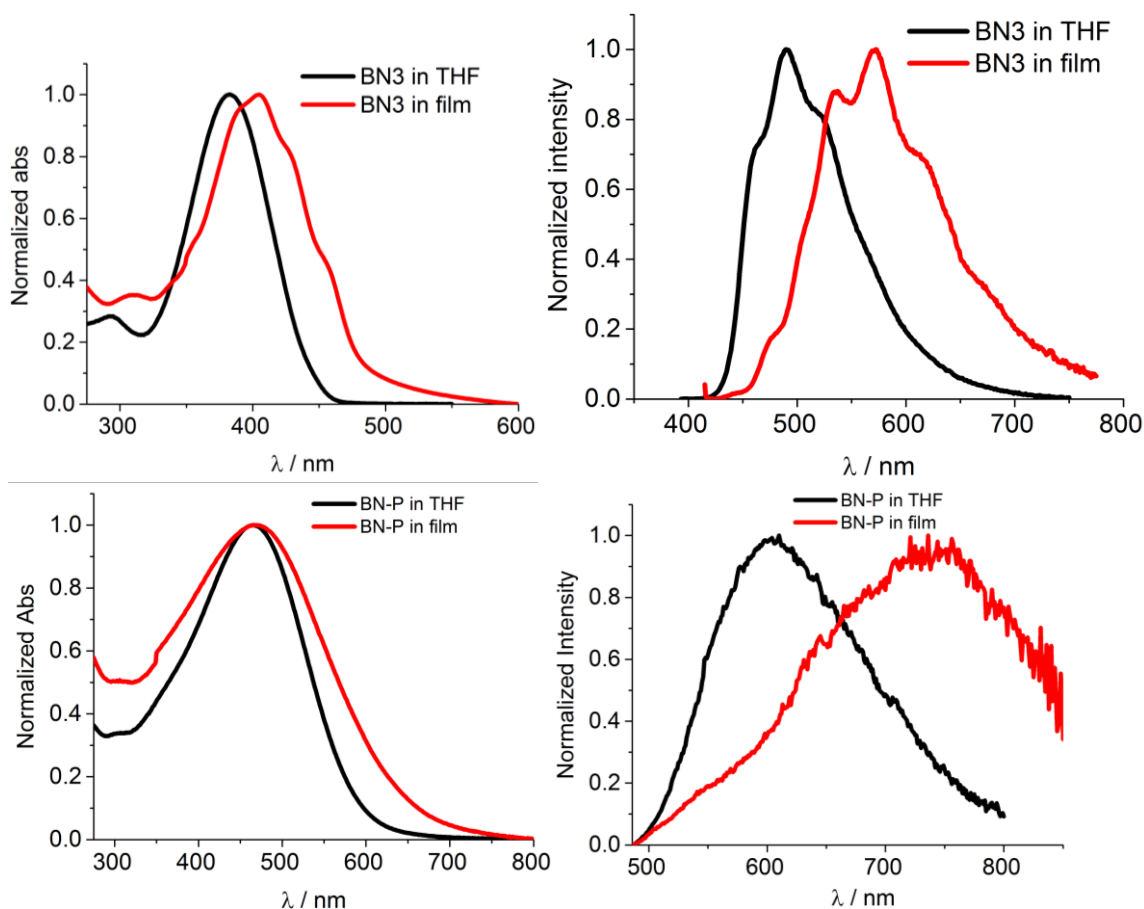 BN3 in THF
BN3 in film
Normalized abs
1.0
0.8
0.6
0.4
0.2
0.0
300 400 500 600
λ / nm
BN3 in THF
BN3 in film
Normalized intensity
1.0
0.8
0.6
0.4
0.2
0.0
400 500 600 700 800
λ / nm
BN-P in THF
BN-P in film
Normalized Abs
1.0
0.8
0.6
0.4
0.2
0.0
300 400 500 600 700 800
λ / nm
BN-P in THF
BN-P in film
Normalized Intensity
1.0
0.8
0.6
0.4
0.2
0.0
500 600 700 800
λ / nm